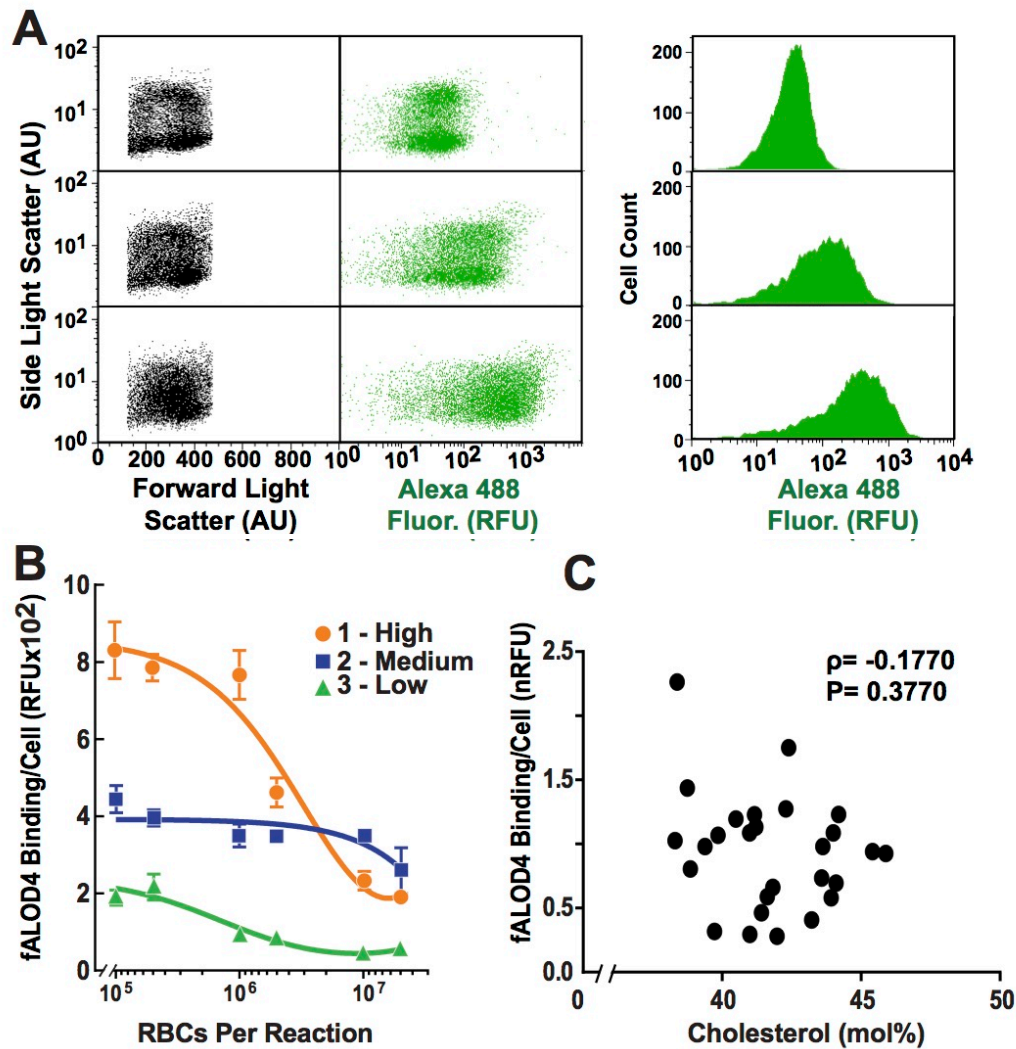 A
Side Light Scatter (AU)
10²
10¹
10²
10¹
10²
10¹
10⁰
0 200 400 600 800 10⁰ 10¹ 10² 10³
Forward Light
Scatter (AU)
Alexa 488
Fluor. (RFU)
Cell Count
200
100
0
200
100
0
200
100
0
10⁰ 10¹ 10² 10³ 10⁴
Alexa 488
Fluor. (RFU)
B
fALOD4 Binding/Cell (RFUx10²)
10
8
6
4
2
0
1 - High
2 - Medium
3 - Low
10⁵ 10⁶ 10⁷
RBCs Per Reaction
C
fALOD4 Binding/Cell (nRFU)
2.5
1.5
0.5
0.0
ρ= -0.1770
P= 0.3770
0 40 45 50
Cholesterol (mol%)